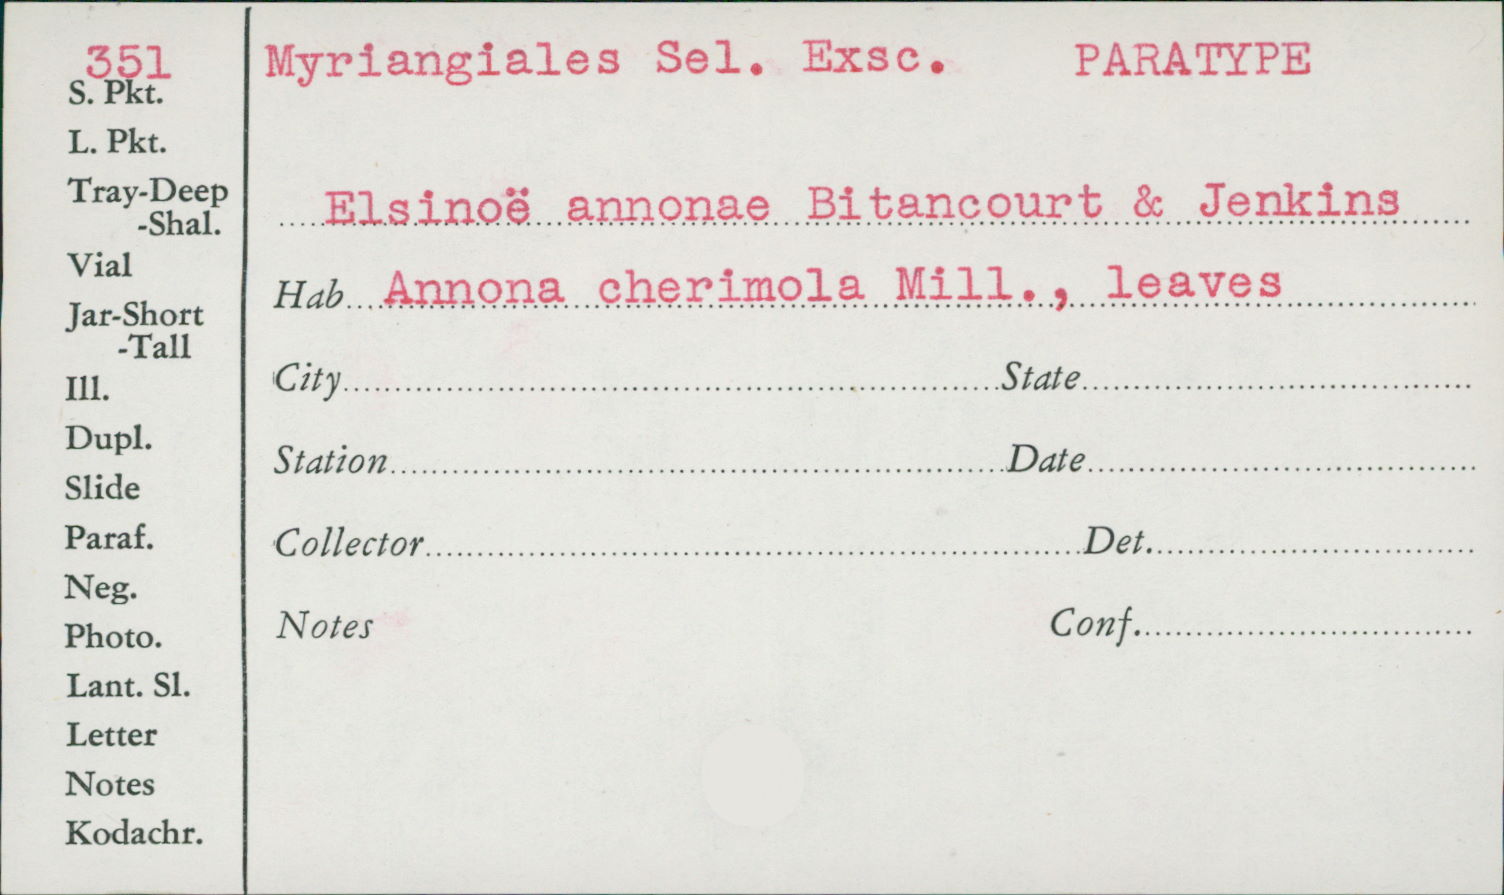 351
S. Pkt.
L. Pkt.
Tray-Deep
-Shal.
Vial
Jar-Short
-Tall
Ill.
Dupl.
Slide
Paraf.
Neg.
Photo.
Lant. Sl.
Letter
Notes
Kodachr.
Myriangiales Sel. Exsc. PARATYPE
Elsinoë annonae Bitancourt & Jenkins
Hab. Annona cherimola Mill., leaves
City State
Station Date
Collector Det.
Notes Conf.